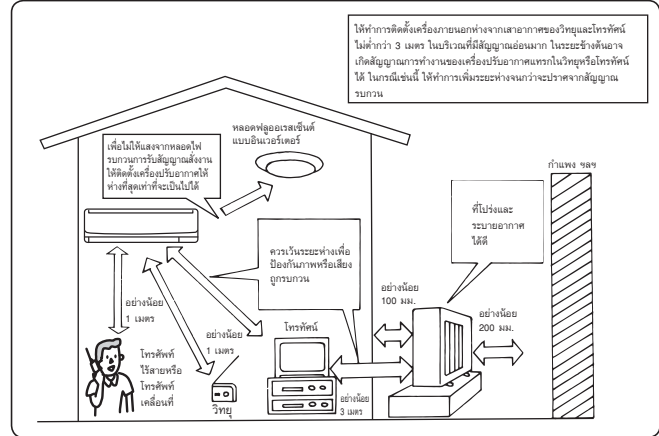 ให้ทำการติดตั้งเครื่องภายนอกห่างจากเสาอากาศของวิทยุและโทรทัศน์
ไม่ต่ำกว่า 3 เมตร ในบริเวณที่มีสัญญาณอ่อนมาก ในระยะข้างต้นอาจ
เกิดสัญญาณการทำงานของเครื่องปรับอากาศแทรกในวิทยุหรือโทรทัศน์
ได้ ในกรณีเช่นนี้ ให้ทำการเพิ่มระยะห่างจนกว่าจะปราศจากสัญญาณ
รบกวน
หลอดฟลูออเรสเซ็นต์
แบบอินเวอร์เตอร์
เพื่อไม่ให้แสงจากหลอดไฟ
รบกวนการรับสัญญาณสั่งงาน
ให้ติดตั้งเครื่องปรับอากาศให้
ห่างที่สุดเท่าที่จะเป็นไปได้
กำแพง ฯลฯ
ที่โปร่งและ
ระบายอากาศ
ได้ดี
ควรเว้นระยะห่างเพื่อ
ป้องกันภาพหรือเสียง
ถูกรบกวน
อย่างน้อย
100 มม.
อย่างน้อย
200 มม.
อย่างน้อย
1 เมตร
อย่างน้อย
1 เมตร
โทรทัศน์
โทรศัพท์
ไร้สายหรือ
โทรศัพท์
เคลื่อนที่
วิทยุ
อย่างน้อย
3 เมตร